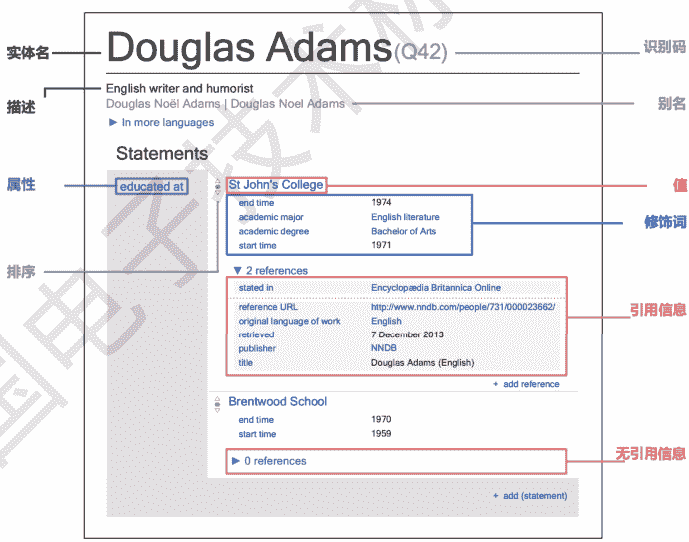 实体名
Douglas Adams (Q42)
识别码
描述
English writer and humorist
Douglas Noël Adams | Douglas Noel Adams
别名
▶ In more languages
Statements
属性
educated at
St John's College
值
end time 1974
academic major English literature
修饰词
academic degree Bachelor of Arts
start time 1971
排序
▼ 2 references
stated in Encyclopædia Britannica Online
reference URL http://www.nndb.com/people/731/000023662/
引用信息
original language of work English
retrieved 7 December 2013
publisher NNDB
title Douglas Adams (English)
+ add reference
Brentwood School
end time 1970
start time 1959
▶ 0 references
无引用信息
+ add (statement)
国电子技术